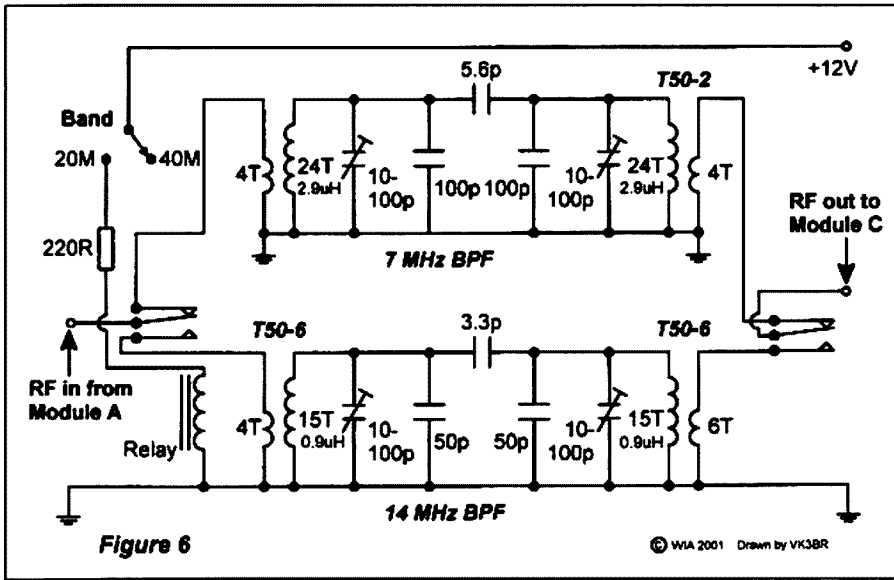 +12V
5.6p
T50-2
Band
20M
40M
4T
24T
2.9uH
10-
100p
100p
100p
10-
100p
24T
2.9uH
4T
RF out to
Module C
220R
7 MHz BPF
T50-6
3.3p
T50-6
RF in from
Module A
Relay
4T
15T
0.9uH
10-
100p
50p
50p
10-
100p
15T
0.9uH
6T
14 MHz BPF
Figure 6
© WIA 2001 Drawn by VK3BR